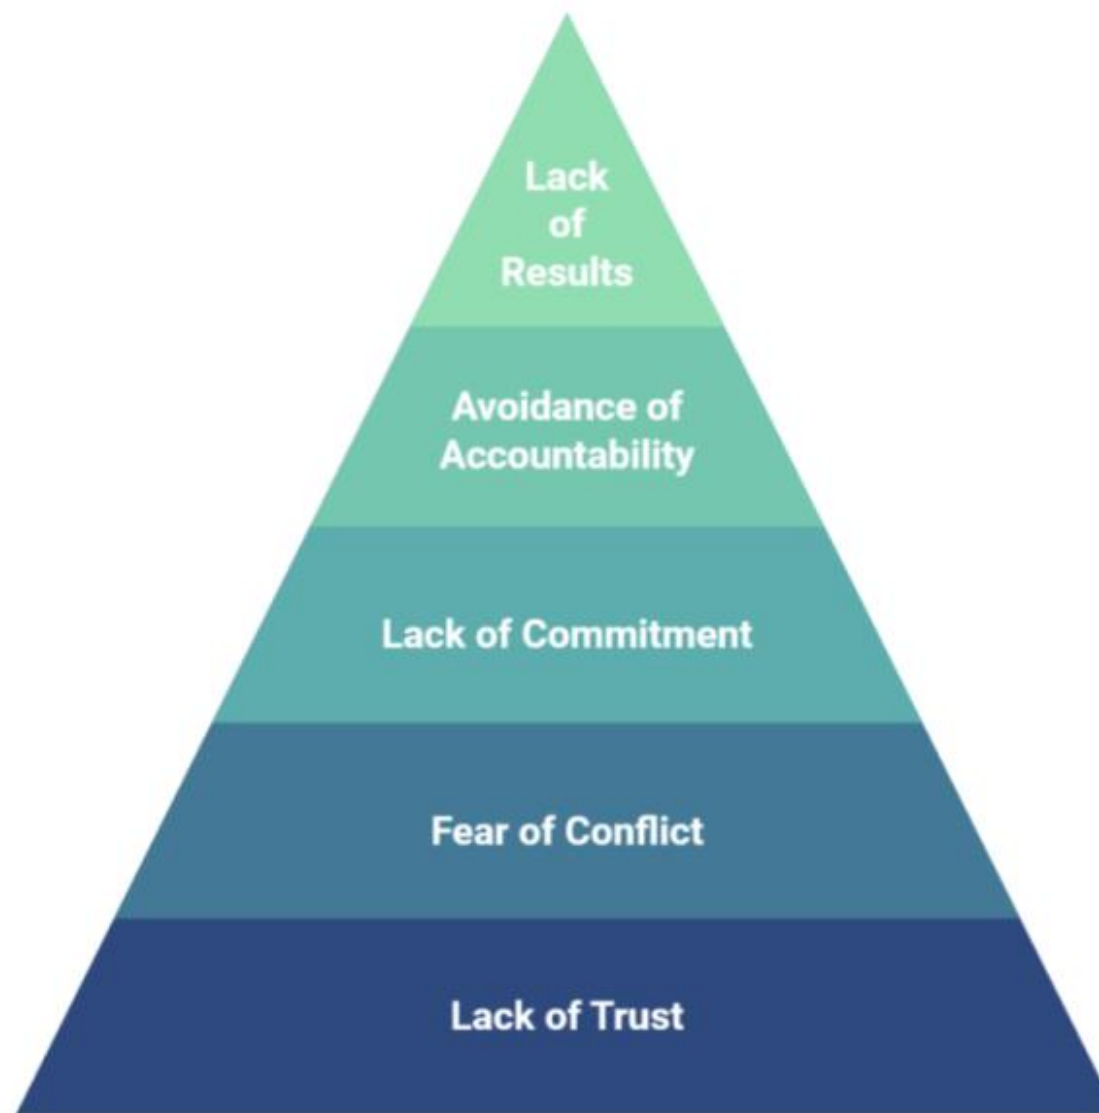 Lack
of
Results
Avoidance of
Accountability
Lack of Commitment
Fear of Conflict
Lack of Trust